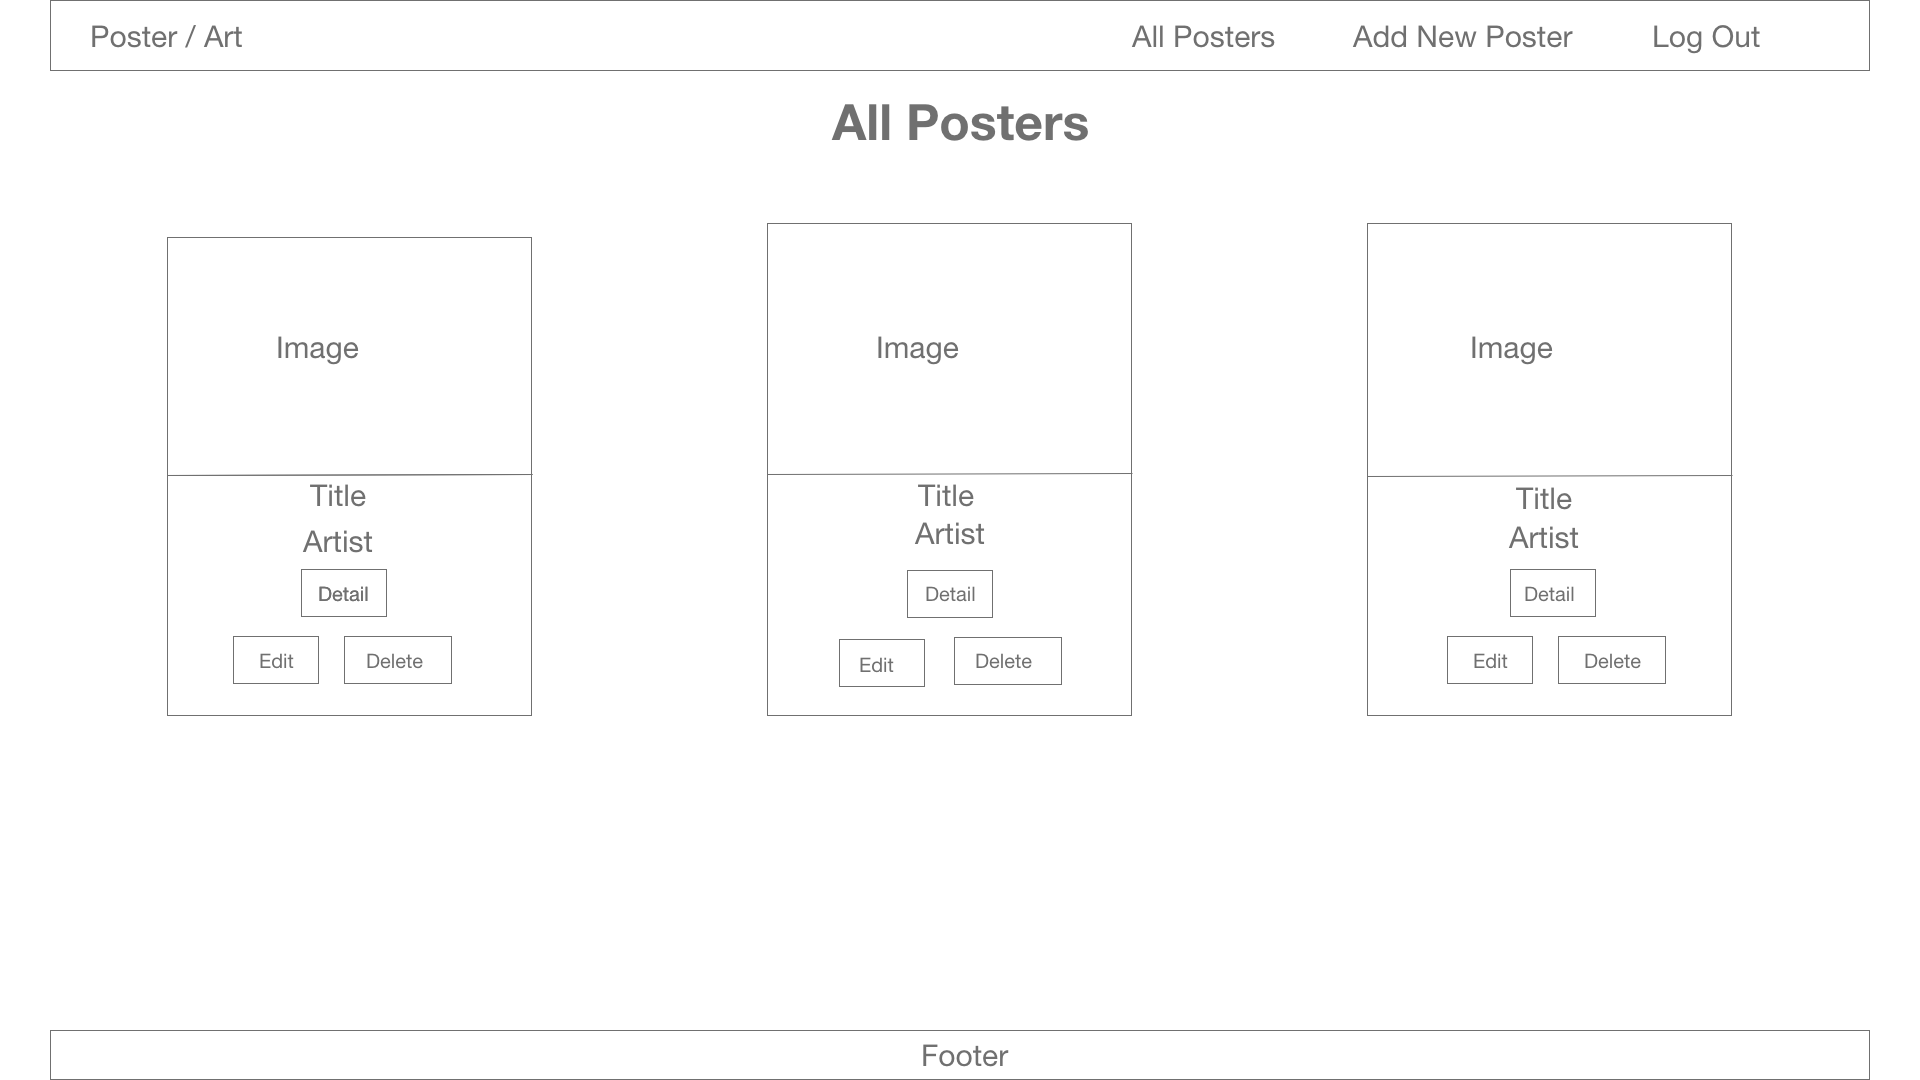 Poster / Art All Posters Add New Poster Log Out
All Posters
Image Image Image
Title Title Title
Artist Artist Artist
Detail Detail Detail
Edit Delete Edit Delete Edit Delete
Footer